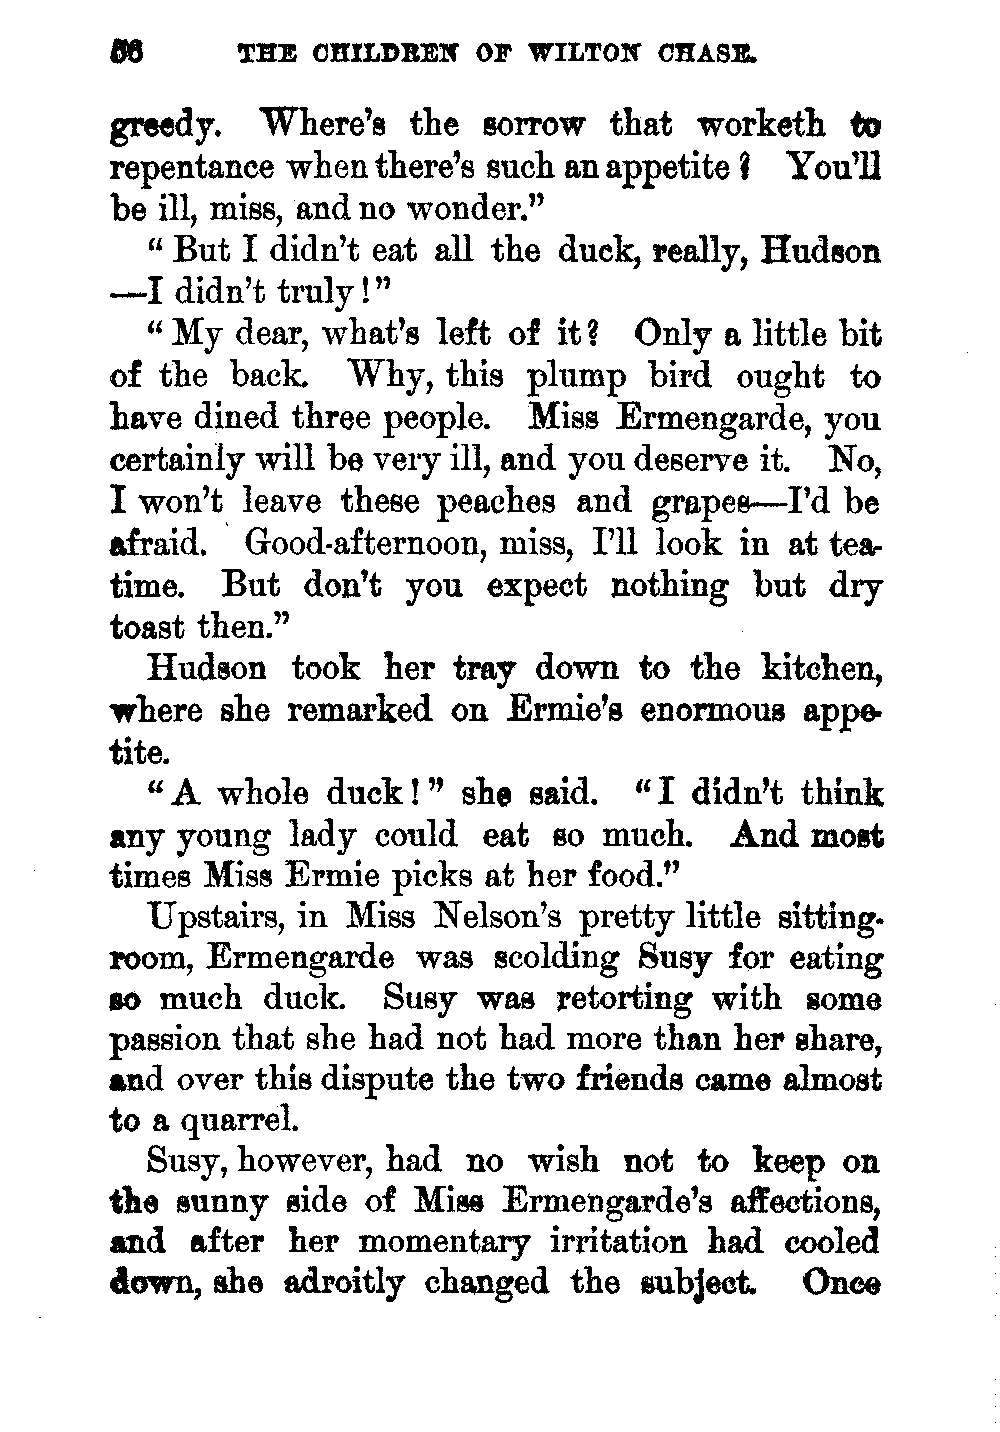 56 THE CHILDREN OF WILTON CHASE.
greedy. Where's the sorrow that worketh to
repentance when there's such an appetite? You'll
be ill, miss, and no wonder."
"But I didn't eat all the duck, really, Hudson
—I didn't truly!"
"My dear, what's left of it? Only a little bit
of the back. Why, this plump bird ought to
have dined three people. Miss Ermengarde, you
certainly will be very ill, and you deserve it. No,
I won't leave these peaches and grapes—I'd be
afraid. Good-afternoon, miss, I'll look in at tea-
time. But don't you expect nothing but dry
toast then."
Hudson took her tray down to the kitchen,
where she remarked on Ermie's enormous appe-
tite.
"A whole duck!" she said. "I didn't think
any young lady could eat so much. And most
times Miss Ermie picks at her food."
Upstairs, in Miss Nelson's pretty little sitting-
room, Ermengarde was scolding Susy for eating
so much duck. Susy was retorting with some
passion that she had not had more than her share,
and over this dispute the two friends came almost
to a quarrel.
Susy, however, had no wish not to keep on
the sunny side of Miss Ermengarde's affections,
and after her momentary irritation had cooled
down, she adroitly changed the subject. Once